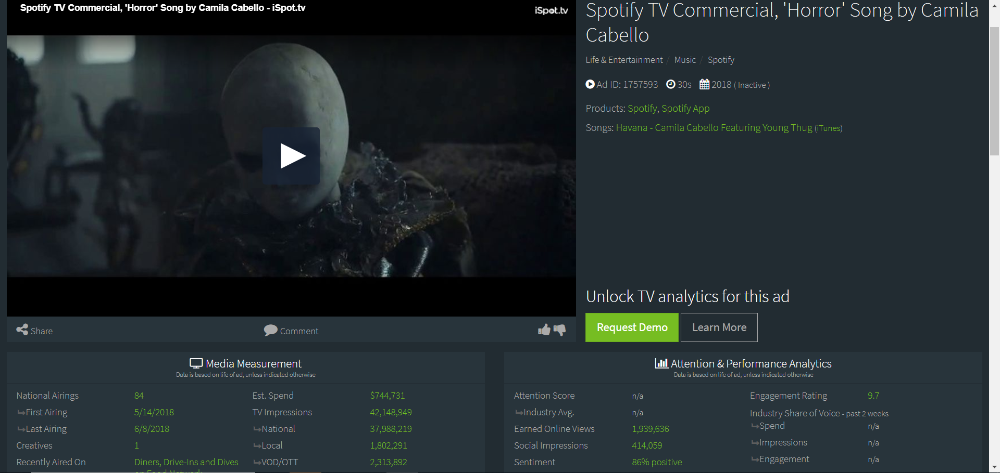 Spotify TV Commercial, 'Horror' Song by Camila Cabello - iSpot.tv
iSpot.tv
Spotify TV Commercial, 'Horror' Song by Camila
Cabello
Life & Entertainment / Music / Spotify
Ad ID: 1757593 30s 2018 ( Inactive )
Products: Spotify, Spotify App
Songs: Havana - Camila Cabello Featuring Young Thug (iTunes)
Unlock TV analytics for this ad
Request Demo Learn More
Share Comment
Media Measurement
Data is based on life of ad, unless indicated otherwise
National Airings 84 Est. Spend $744,731
First Airing 5/14/2018 TV Impressions 42,148,949
Last Airing 6/8/2018 National 37,988,219
Creatives 1 Local 1,802,291
Recently Aired On Diners, Drive-Ins and Dives VOD/OTT 2,313,892
on Food Network
Attention & Performance Analytics
Data is based on life of ad, unless indicated otherwise
Attention Score n/a Engagement Rating 9.7
Industry Avg. n/a Industry Share of Voice - past 2 weeks
Earned Online Views 1,939,636 Spend n/a
Social Impressions 414,059 Impressions n/a
Sentiment 86% positive Engagement n/a